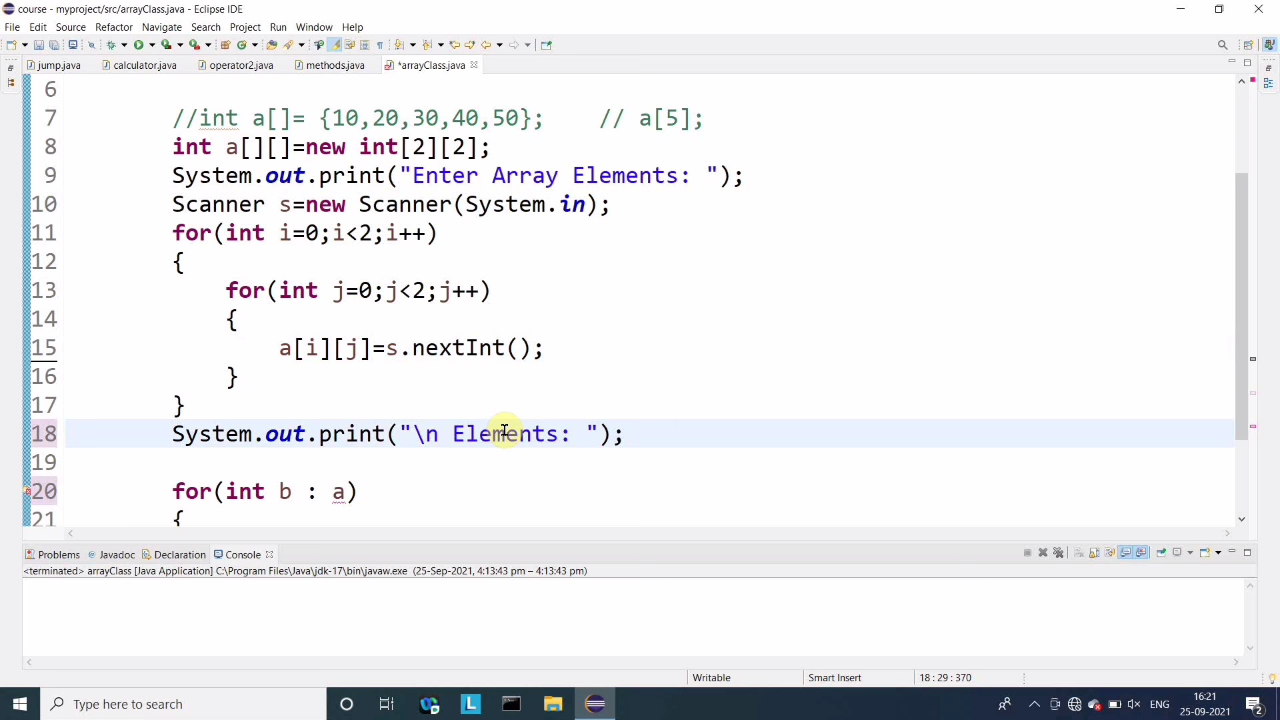 course - myproject/src/arrayClass.java - Eclipse IDE
File Edit Source Refactor Navigate Search Project Run Window Help
jump.java calculator.java operator2.java methods.java *arrayClass.java
6
7 //int a[]= {10,20,30,40,50}; // a[5];
8 int a[][]=new int[2][2];
9 System.out.print("Enter Array Elements: ");
10 Scanner s=new Scanner(System.in);
11 for(int i=0;i<2;i++)
12 {
13 for(int j=0;j<2;j++)
14 {
15 a[i][j]=s.nextInt();
16 }
17 }
18 System.out.print("\n Elements: ");
19
20 for(int b : a)
21 {
Problems Javadoc Declaration Console
<terminated> arrayClass [Java Application] C:\Program Files\Java\jdk-17\bin\javaw.exe (25-Sep-2021, 4:13:43 pm – 4:13:43 pm)
Writable Smart Insert 18 : 29 : 370
Type here to search
L
ENG
16:21
25-09-2021
2